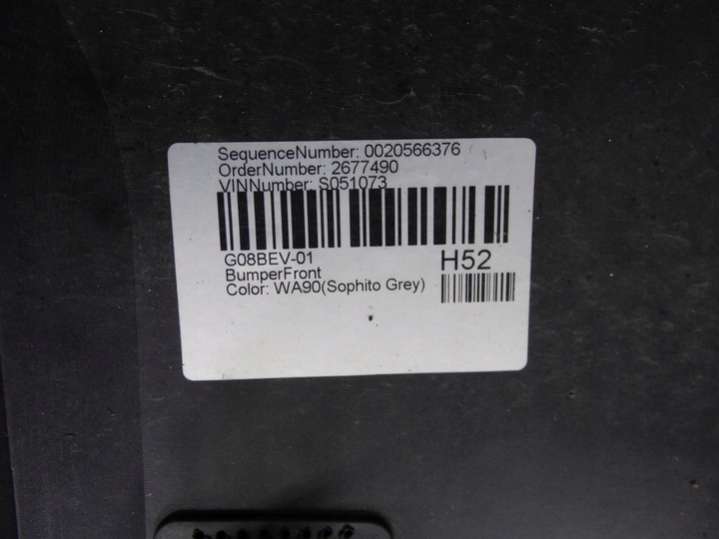 SequenceNumber: 0020566376
OrderNumber: 2677490
VINNumber: S051073
G08BEV-01
BumperFront
Color: WA90(Sophito Grey)
H52